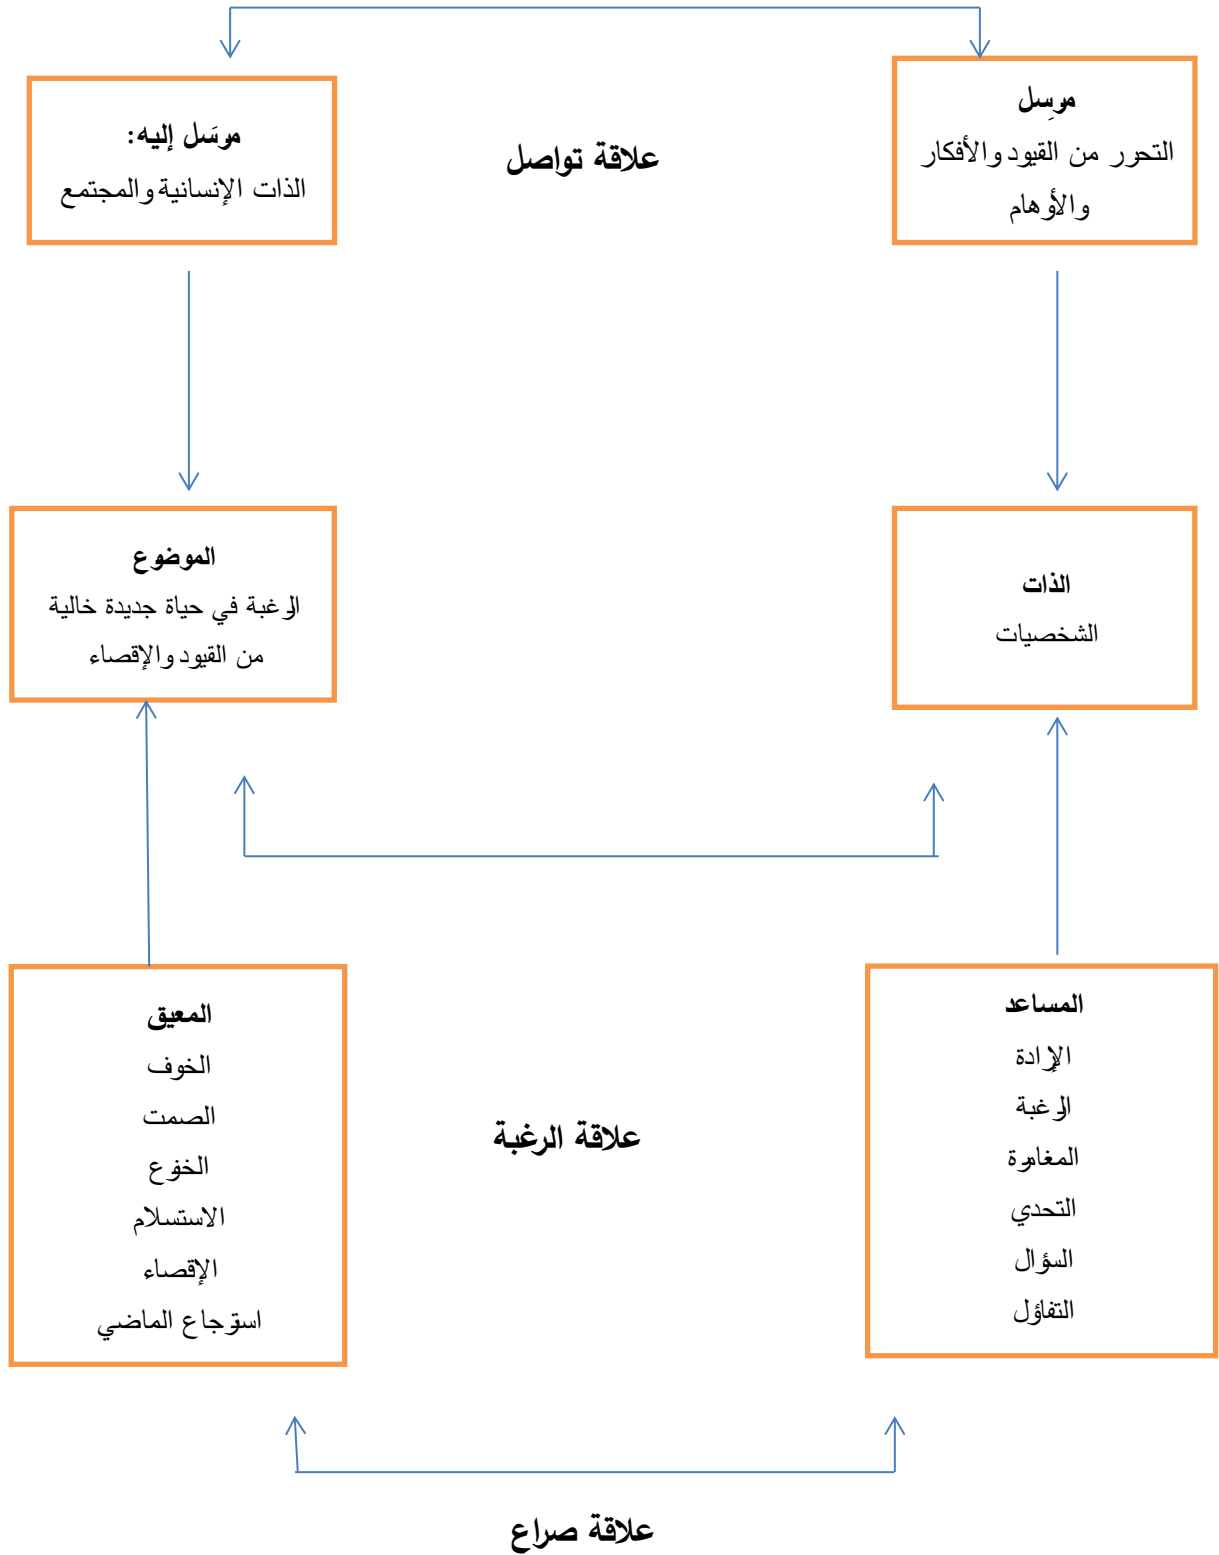 مرسِل
التحرر من القيود والأفكار
والأوهام
علاقة تواصل
مرسَل إليه:
الذات الإنسانية والمجتمع
الذات
الشخصيات
الموضوع
الرغبة في حياة جديدة خالية
من القيود والإقصاء
المساعد
الإرادة
الرغبة
المغامرة
التحدي
السؤال
التفاؤل
علاقة الرغبة
المعيق
الخوف
الصمت
الخنوع
الاستسلام
الإقصاء
استرجاع الماضي
علاقة صراع